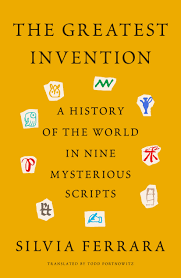 THE GREATEST
INVENTION
A HISTORY
OF THE WORLD
IN NINE
MYSTERIOUS
SCRIPTS
SILVIA FERRARA
TRANSLATED BY TODD PORTNOWITZ